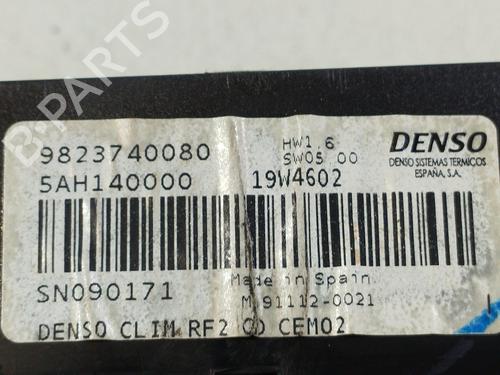 9823740080
HW1.6
SW05 00
DENSO
DENSO SISTEMAS TERMICOS
ESPAÑA, S.A.
5AH140000
19W4602
SN090171
Made in Spain
M 91112-0021
DENSO CLIM RF2 CEM02
B-Parts